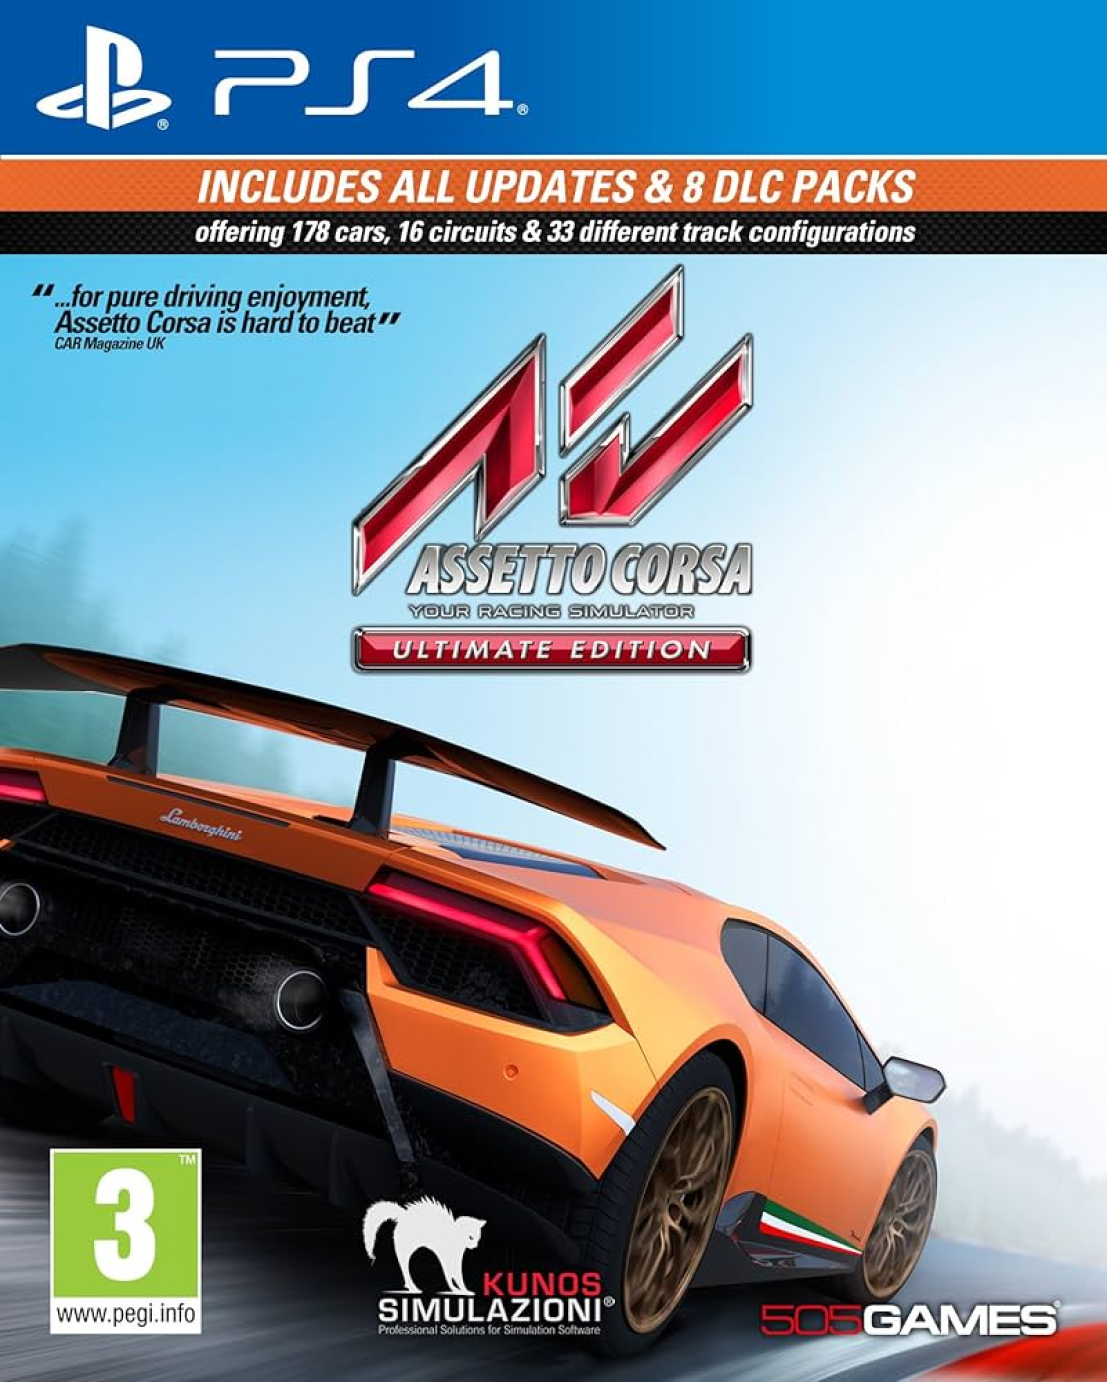 PS4®
INCLUDES ALL UPDATES & 8 DLC PACKS
offering 178 cars, 16 circuits & 33 different track configurations
"...for pure driving enjoyment,
Assetto Corsa is hard to beat"
CAR Magazine UK
ASSETTO CORSA
YOUR RACING SIMULATOR
ULTIMATE EDITION
Lamborghini
3™
www.pegi.info
KUNOS
SIMULAZIONI®
Professional Solutions for Simulation Software
505GAMES®